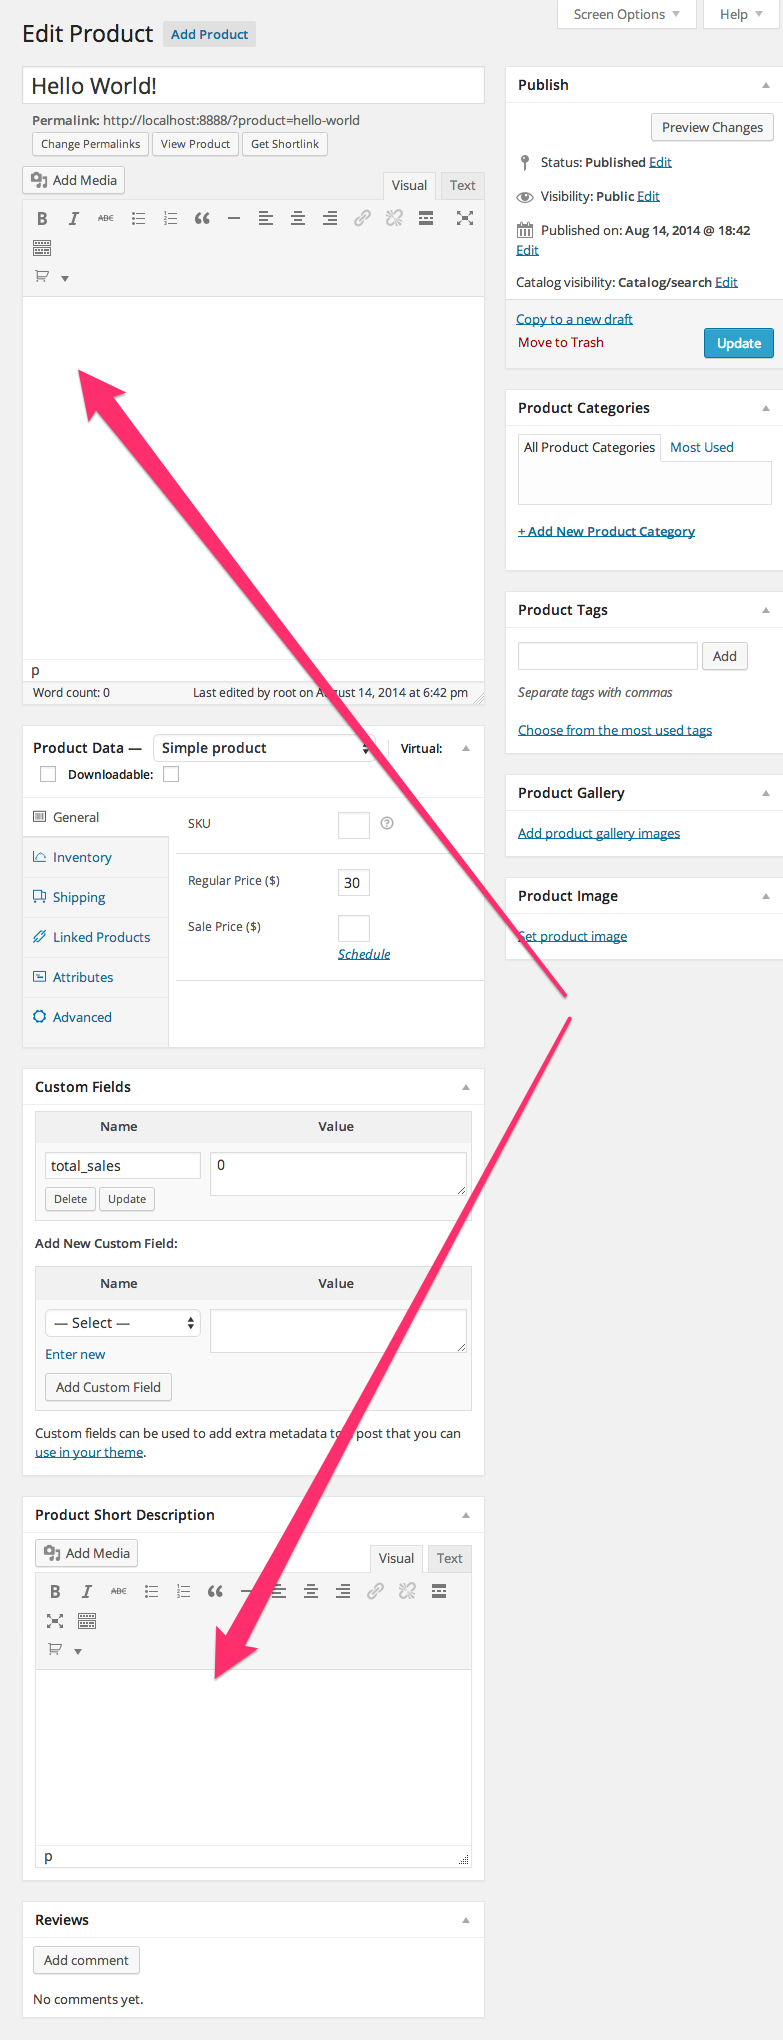 Screen Options
Help
Edit Product Add Product
Hello World!
Permalink: http://localhost:8888/?product=hello-world
Change Permalinks View Product Get Shortlink
Add Media
Visual Text
B I ABC
p
Word count: 0 Last edited by root on August 14, 2014 at 6:42 pm
Product Data — Simple product Virtual:
Downloadable:
General
Inventory
Shipping
Linked Products
Attributes
Advanced
SKU
Regular Price ($) 30
Sale Price ($)
Schedule
Custom Fields
Name Value
total_sales 0
Delete Update
Add New Custom Field:
Name Value
— Select —
Enter new
Add Custom Field
Custom fields can be used to add extra metadata to post that you can
use in your theme.
Product Short Description
Add Media
Visual Text
B I ABC
p
Reviews
Add comment
No comments yet.
Publish
Preview Changes
Status: Published Edit
Visibility: Public Edit
Published on: Aug 14, 2014 @ 18:42
Edit
Catalog visibility: Catalog/search Edit
Copy to a new draft
Move to Trash
Update
Product Categories
All Product Categories Most Used
+ Add New Product Category
Product Tags
Add
Separate tags with commas
Choose from the most used tags
Product Gallery
Add product gallery images
Product Image
Set product image